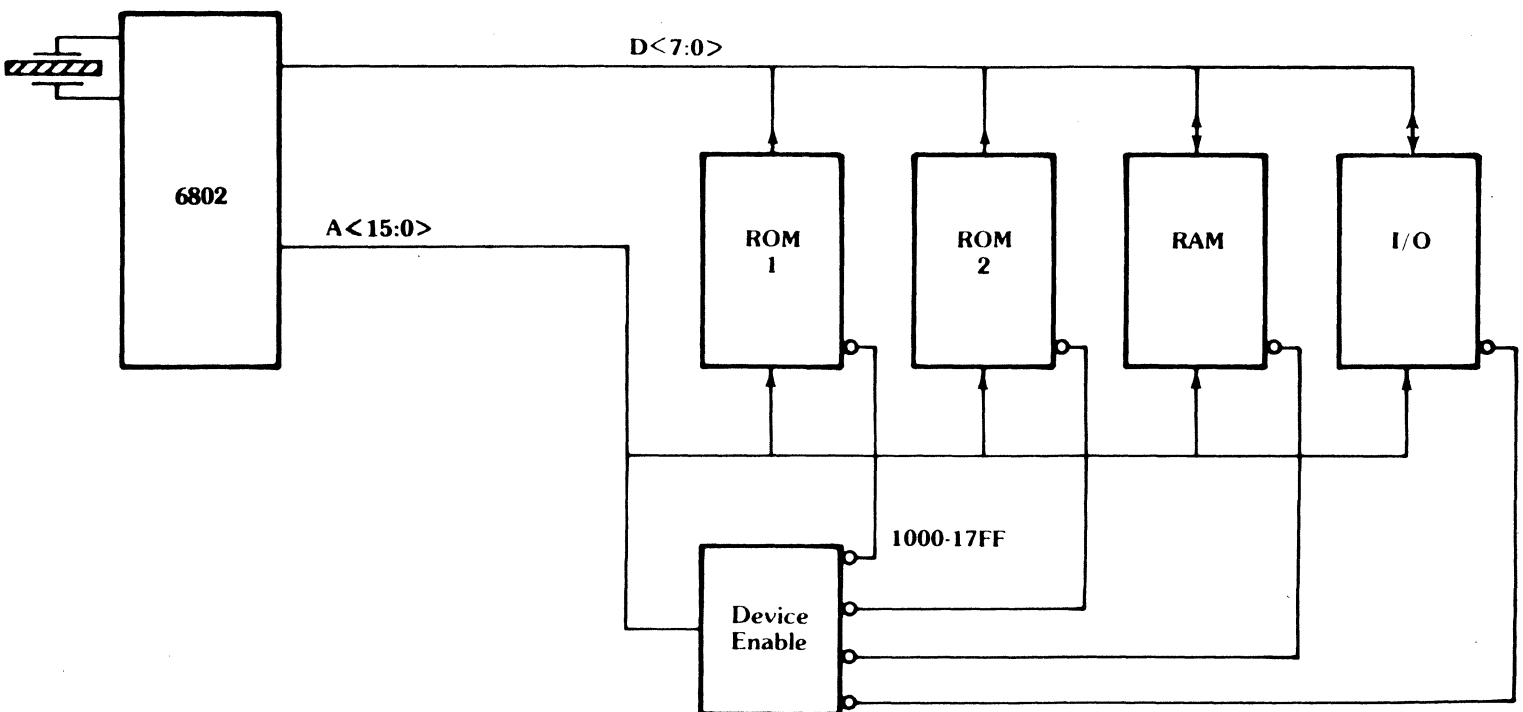 D<7:0>
6802
A<15:0>
ROM
1
ROM
2
RAM
I/O
1000-17FF
Device
Enable